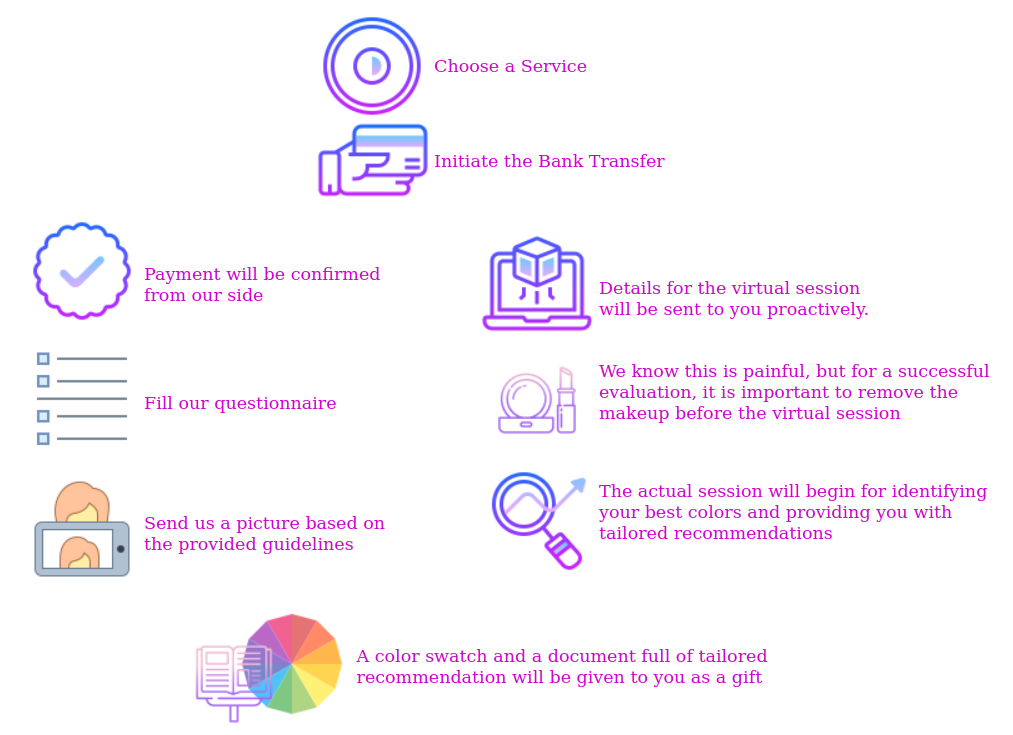 Choose a Service
Initiate the Bank Transfer
Payment will be confirmed
from our side
Fill our questionnaire
Send us a picture based on
the provided guidelines
Details for the virtual session
will be sent to you proactively.
We know this is painful, but for a successful
evaluation, it is important to remove the
makeup before the virtual session
The actual session will begin for identifying
your best colors and providing you with
tailored recommendations
A color swatch and a document full of tailored
recommendation will be given to you as a gift